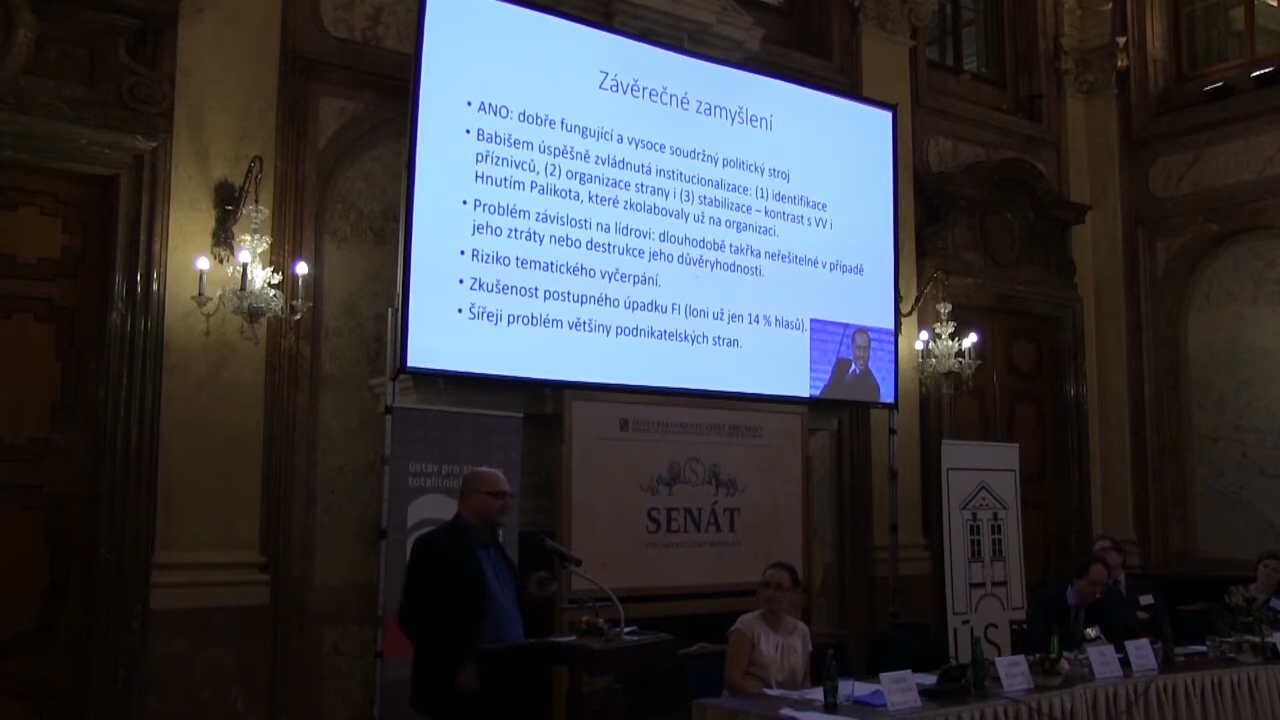 Závěrečné zamyšlení
• ANO: dobře fungující a vysoce soudržný politický stroj
• Babišem úspěšně zvládnutá institucionalizace: (1) identifikace
příznivců, (2) organizace strany i (3) stabilizace – kontrast s VV i
Hnutím Palikota, které zkolabovaly už na organizaci.
• Problém závislosti na lídrovi: dlouhodobě takřka neřešitelné v případě
jeho ztráty nebo destrukce jeho důvěryhodnosti.
• Riziko tematického vyčerpání.
• Zkušenost postupného úpadku FI (loni už jen 14 % hlasů).
• Šířeji problém většiny podnikatelských stran.
ústav pro
totalitních
S
SENÁT